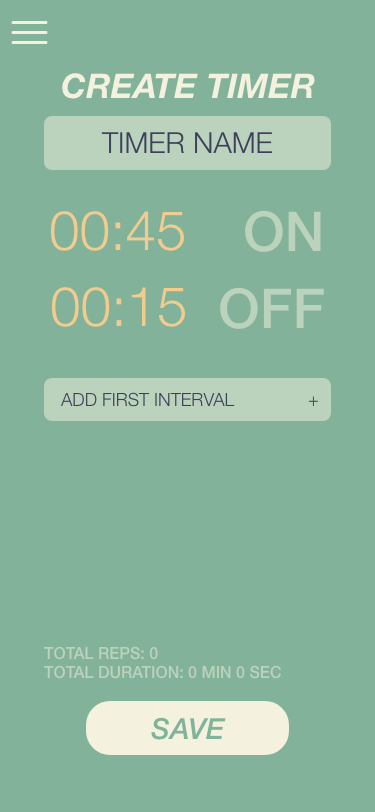 CREATE TIMER
TIMER NAME
00:45 ON
00:15 OFF
ADD FIRST INTERVAL +
TOTAL REPS: 0
TOTAL DURATION: 0 MIN 0 SEC
SAVE